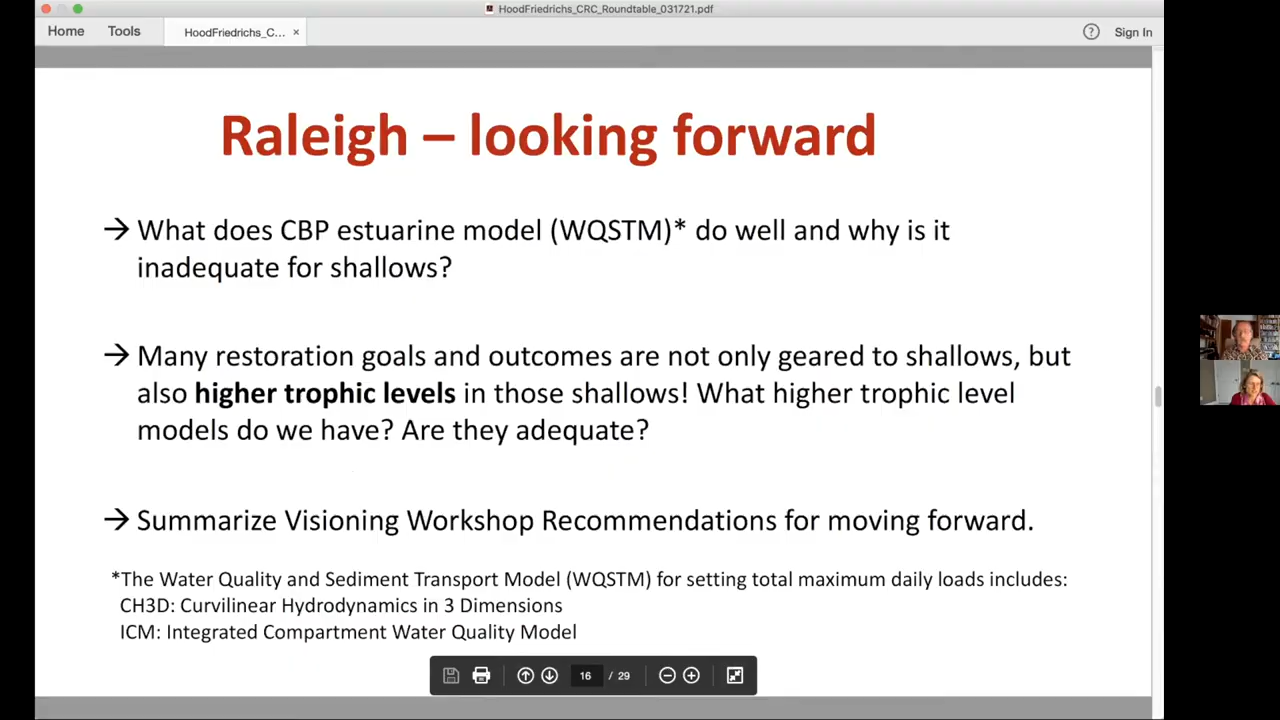 HoodFriedrichs_CRC_Roundtable_031721.pdf
Home Tools HoodFriedrichs_C... × ? Sign In
Raleigh – looking forward
→ What does CBP estuarine model (WQSTM)* do well and why is it
inadequate for shallows?
→ Many restoration goals and outcomes are not only geared to shallows, but
also higher trophic levels in those shallows! What higher trophic level
models do we have? Are they adequate?
→ Summarize Visioning Workshop Recommendations for moving forward.
*The Water Quality and Sediment Transport Model (WQSTM) for setting total maximum daily loads includes:
CH3D: Curvilinear Hydrodynamics in 3 Dimensions
ICM: Integrated Compartment Water Quality Model
16 / 29